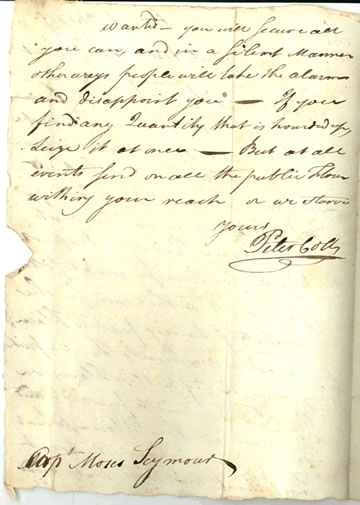 wanted — you will secure all
you can, and in a Silent Manner
otherways people will take the alarm
and disappoint you — If you
find any Quantity that is hoarded up
Seize it at once — But at all
events send on all the public Flour
within your reach or we starve
Yours
Peter Colt
Capt Moses Seymour